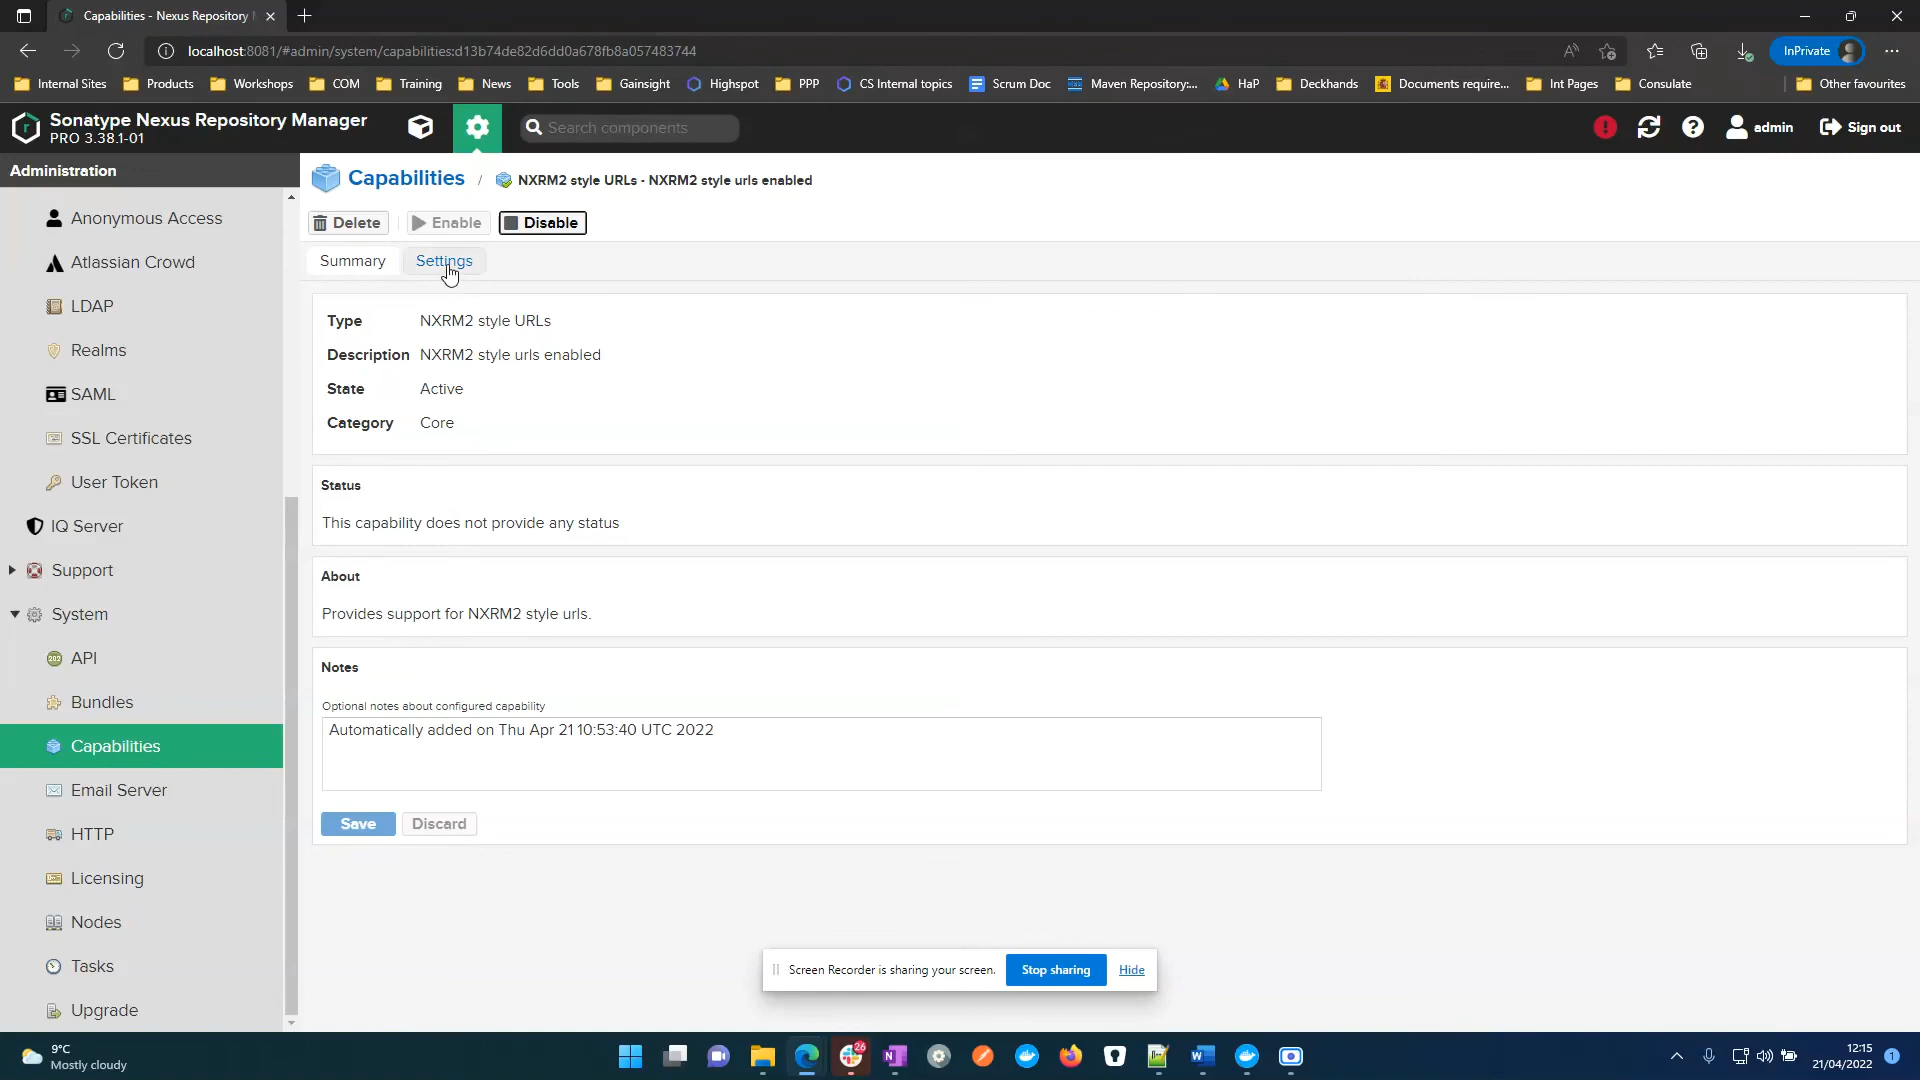 Capabilities - Nexus Repository
localhost:8081/#admin/system/capabilities:d13b74de82d6dd0a678fb8a057483744
InPrivate
Internal Sites
Products
Workshops
COM
Training
News
Tools
Gainsight
Highspot
PPP
CS Internal topics
Scrum Doc
Maven Repository:...
HaP
Deckhands
Documents require...
Int Pages
Consulate
Other favourites
Sonatype Nexus Repository Manager
PRO 3.38.1-01
Search components
admin
Sign out
Administration
Anonymous Access
Atlassian Crowd
LDAP
Realms
SAML
SSL Certificates
User Token
IQ Server
Support
System
API
Bundles
Capabilities
Email Server
HTTP
Licensing
Nodes
Tasks
Upgrade
Capabilities / NXRM2 style URLs - NXRM2 style urls enabled
Delete Enable Disable
Summary Settings
Type NXRM2 style URLs
Description NXRM2 style urls enabled
State Active
Category Core
Status
This capability does not provide any status
About
Provides support for NXRM2 style urls.
Notes
Optional notes about configured capability
Automatically added on Thu Apr 21 10:53:40 UTC 2022
Save Discard
Screen Recorder is sharing your screen. Stop sharing Hide
9°C
Mostly cloudy
26
12:15
21/04/2022
1